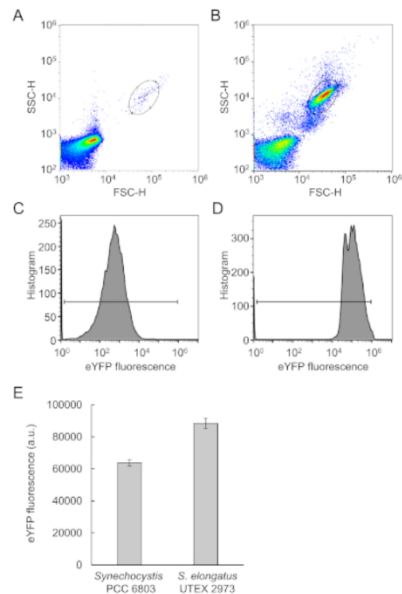 A
B
10⁶
10⁵
10⁴
10³
10²
SSC-H
10³
10⁴
10⁵
10⁶
FSC-H
10⁶
10⁵
10⁴
10³
10²
SSC-H
10³
10⁴
10⁵
10⁶
FSC-H
C
D
250
200
150
100
50
0
Histogram
10⁰
10²
10⁴
10⁶
eYFP fluorescence
300
200
100
0
Histogram
10⁰
10²
10⁴
10⁶
eYFP fluorescence
E
100000
80000
60000
40000
20000
0
eYFP fluorescence (a.u.)
Synechocystis
PCC 6803
S. elongatus
UTEX 2973